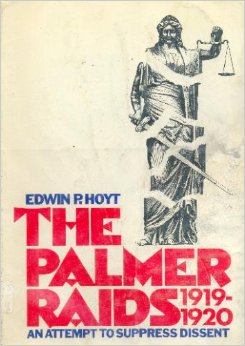 EDWIN P. HOYT
THE
PALMER
RAIDS 1919-
1920
AN ATTEMPT TO SUPPRESS DISSENT